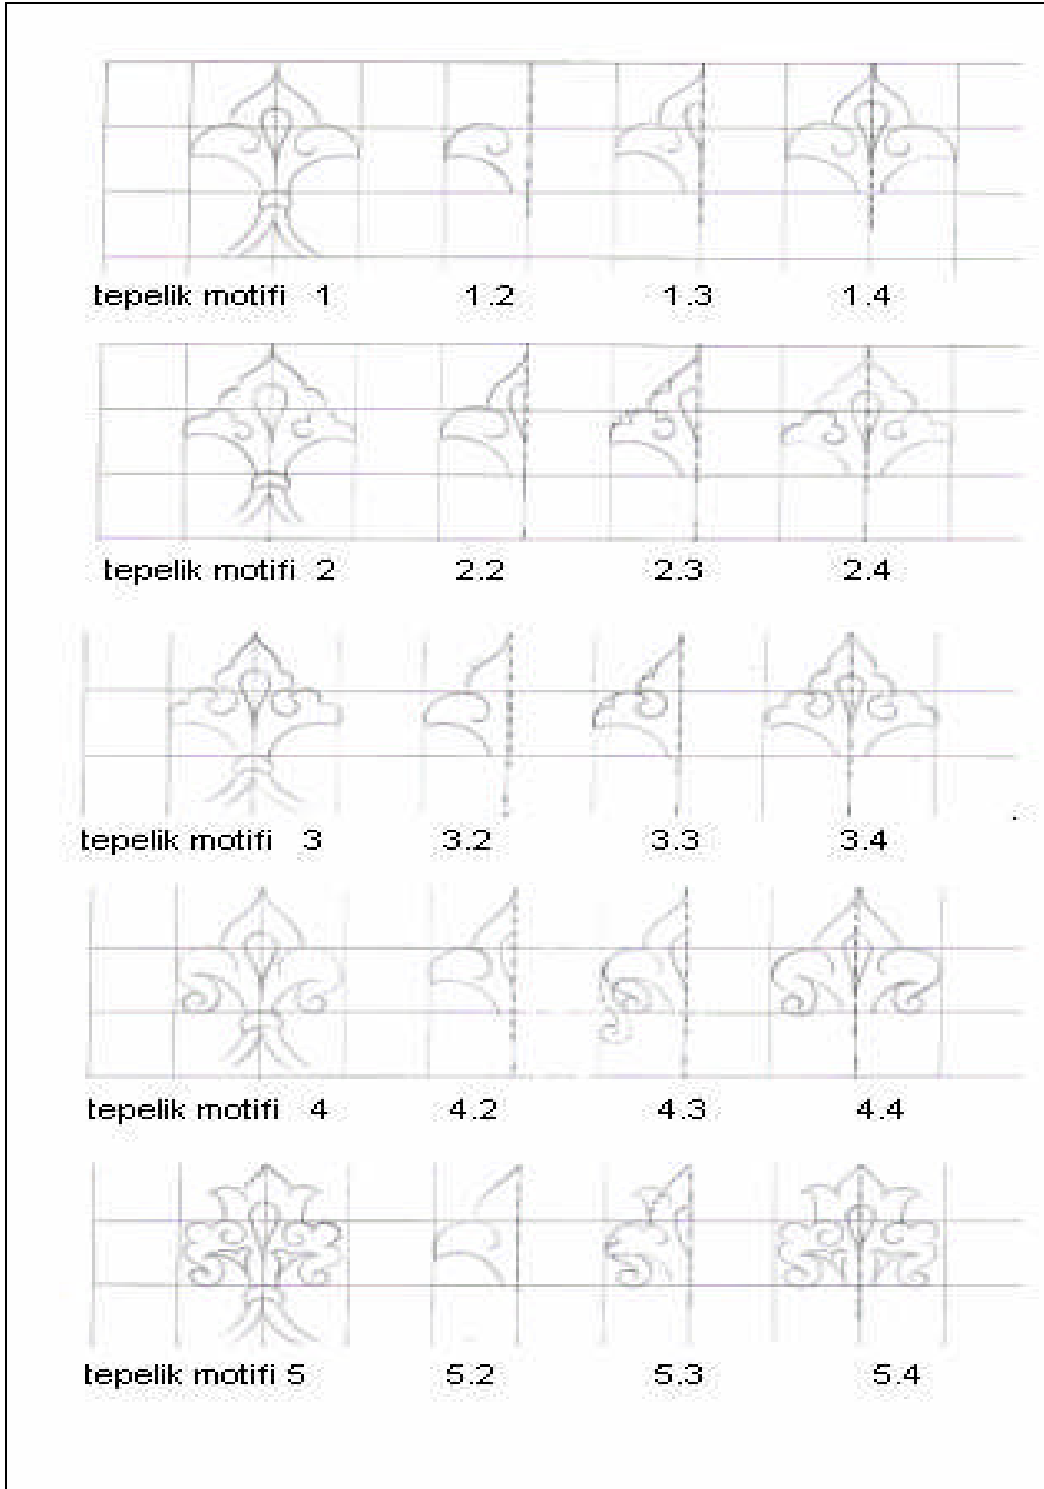 tepelik motifi 1 1.2 1.3 1.4
tepelik motifi 2 2.2 2.3 2.4
tepelik motifi 3 3.2 3.3 3.4
tepelik motifi 4 4.2 4.3 4.4
tepelik motifi 5 5.2 5.3 5.4